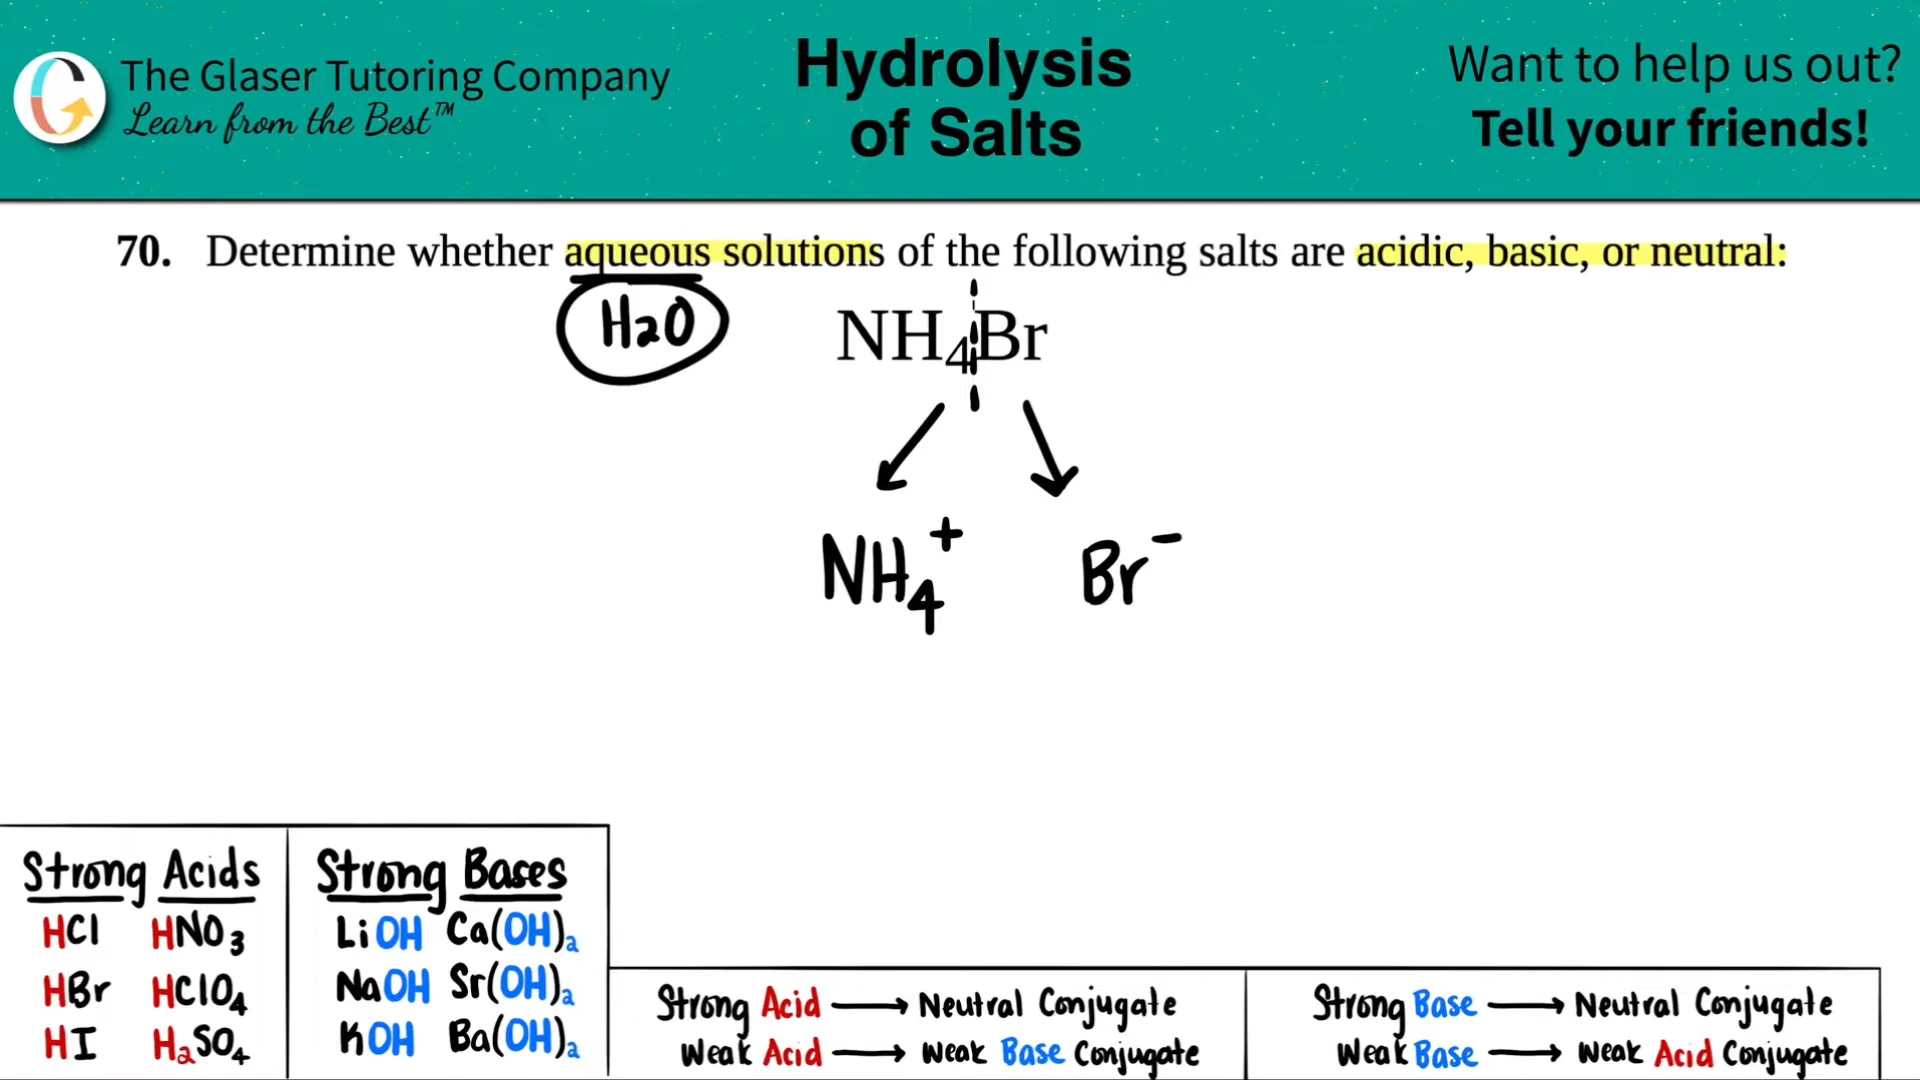 The Glaser Tutoring Company
Learn from the Best™
Hydrolysis
of Salts
Want to help us out?
Tell your friends!
70. Determine whether aqueous solutions of the following salts are acidic, basic, or neutral:
H2O
NH4Br
NH4+ Br-
Strong Acids
HCl HNO3
HBr HClO4
HI H2SO4
Strong Bases
LiOH Ca(OH)2
NaOH Sr(OH)2
KOH Ba(OH)2
Strong Acid → Neutral Conjugate
Weak Acid → Weak Base Conjugate
Strong Base → Neutral Conjugate
Weak Base → Weak Acid Conjugate